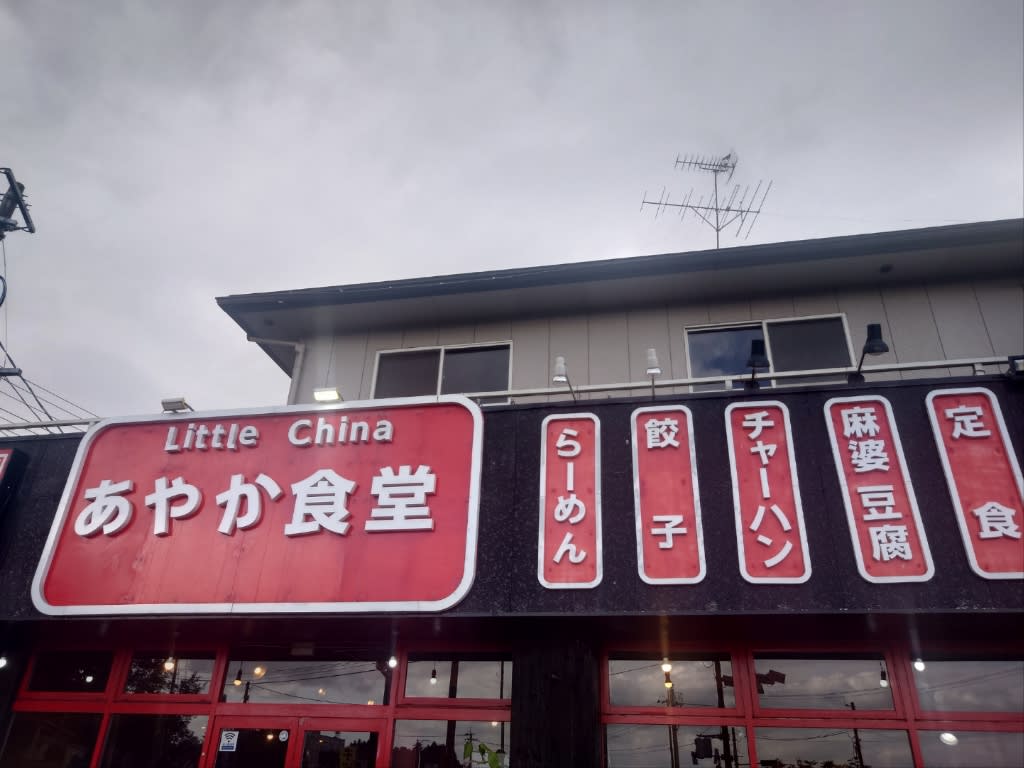 Little China
あやか食堂
らーめん
餃子
チャーハン
麻婆豆腐
定食